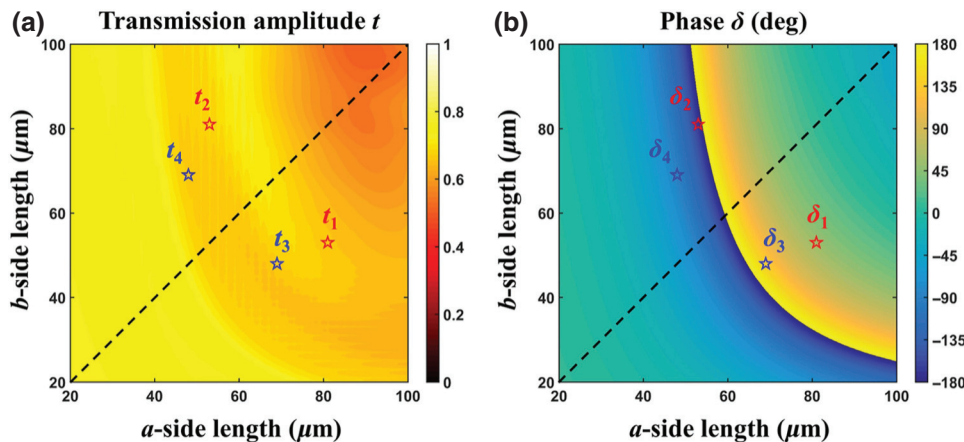 (a) Transmission amplitude t
100
80
60
40
20
20 40 60 80 100
b-side length (μm)
a-side length (μm)
t₂
t₄
t₁
t₃
1
0.8
0.6
0.4
0.2
0
(b) Phase δ (deg)
100
80
60
40
20
20 40 60 80 100
b-side length (μm)
a-side length (μm)
δ₂
δ₄
δ₁
δ₃
180
135
90
45
0
−45
−90
−135
−180